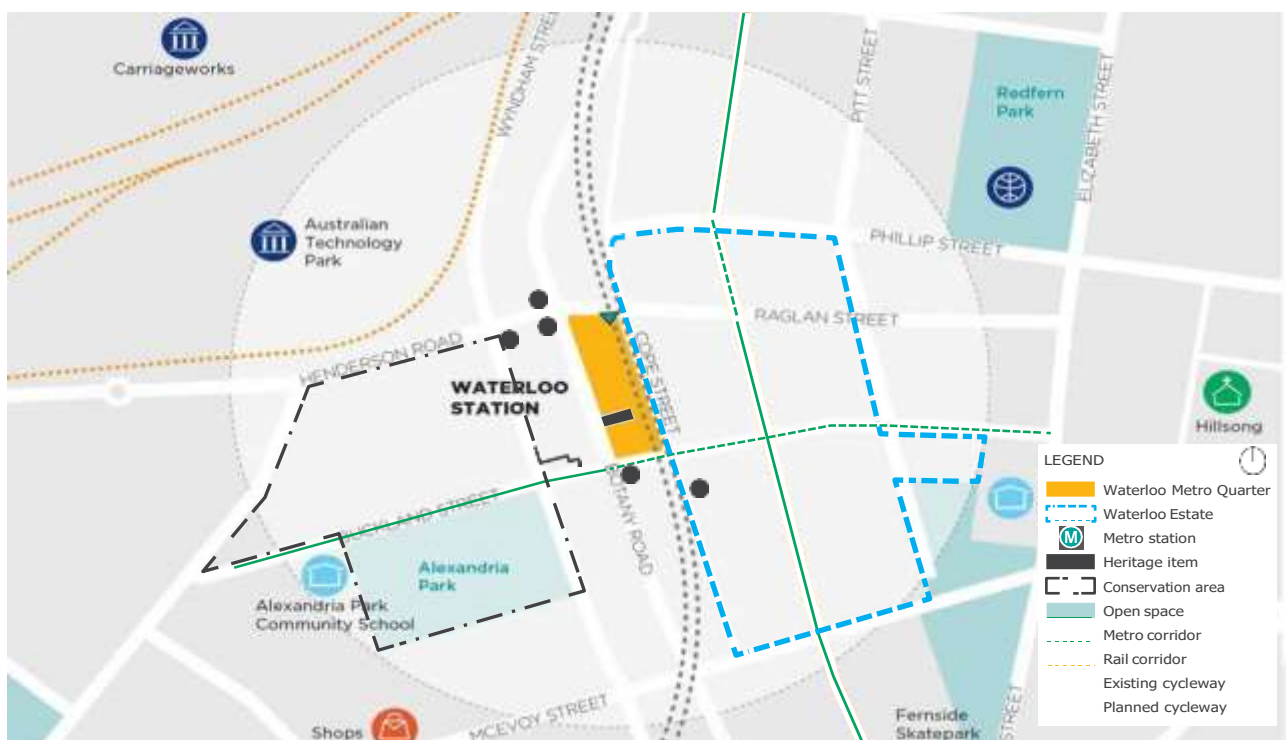 Carriageworks
WYNDHAM STREET
PITT STREET
Redfern
Park
ELIZABETH STREET
Australian
Technology
Park
PHILLIP STREET
RAGLAN STREET
HENDERSON ROAD
COPE STREET
WATERLOO
STATION
Hillsong
BUCKLAND STREET
BOTANY ROAD
Alexandria
Park
Alexandria Park
Community School
MCEVOY STREET
Shops
Fernside
Skatepark
STREET
LEGEND
Waterloo Metro Quarter
Waterloo Estate
M
Metro station
Heritage item
Conservation area
Open space
Metro corridor
Rail corridor
Existing cycleway
Planned cycleway